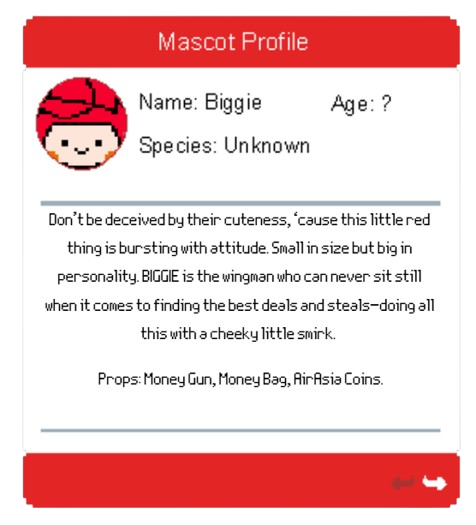 Mascot Profile
Name: Biggie
Age: ?
Species: Unknown
Don't be deceived by their cuteness, ‘cause this little red
thing is bursting with attitude. Small in size but big in
personality. BIGGIE is the wingman who can never sit still
when it comes to finding the best deals and steals—doing all
this with a cheeky little smirk.
Props: Money Gun, Money Bag, AirAsia Coins.